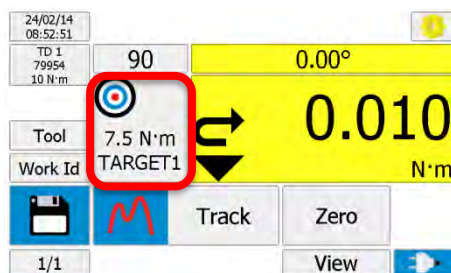 24/02/14
08:52:51
TD 1
79954
10 N·m
90
0.00°
7.5 N·m
TARGET1
0.010
N·m
Tool
Work Id
Track
Zero
1/1
View